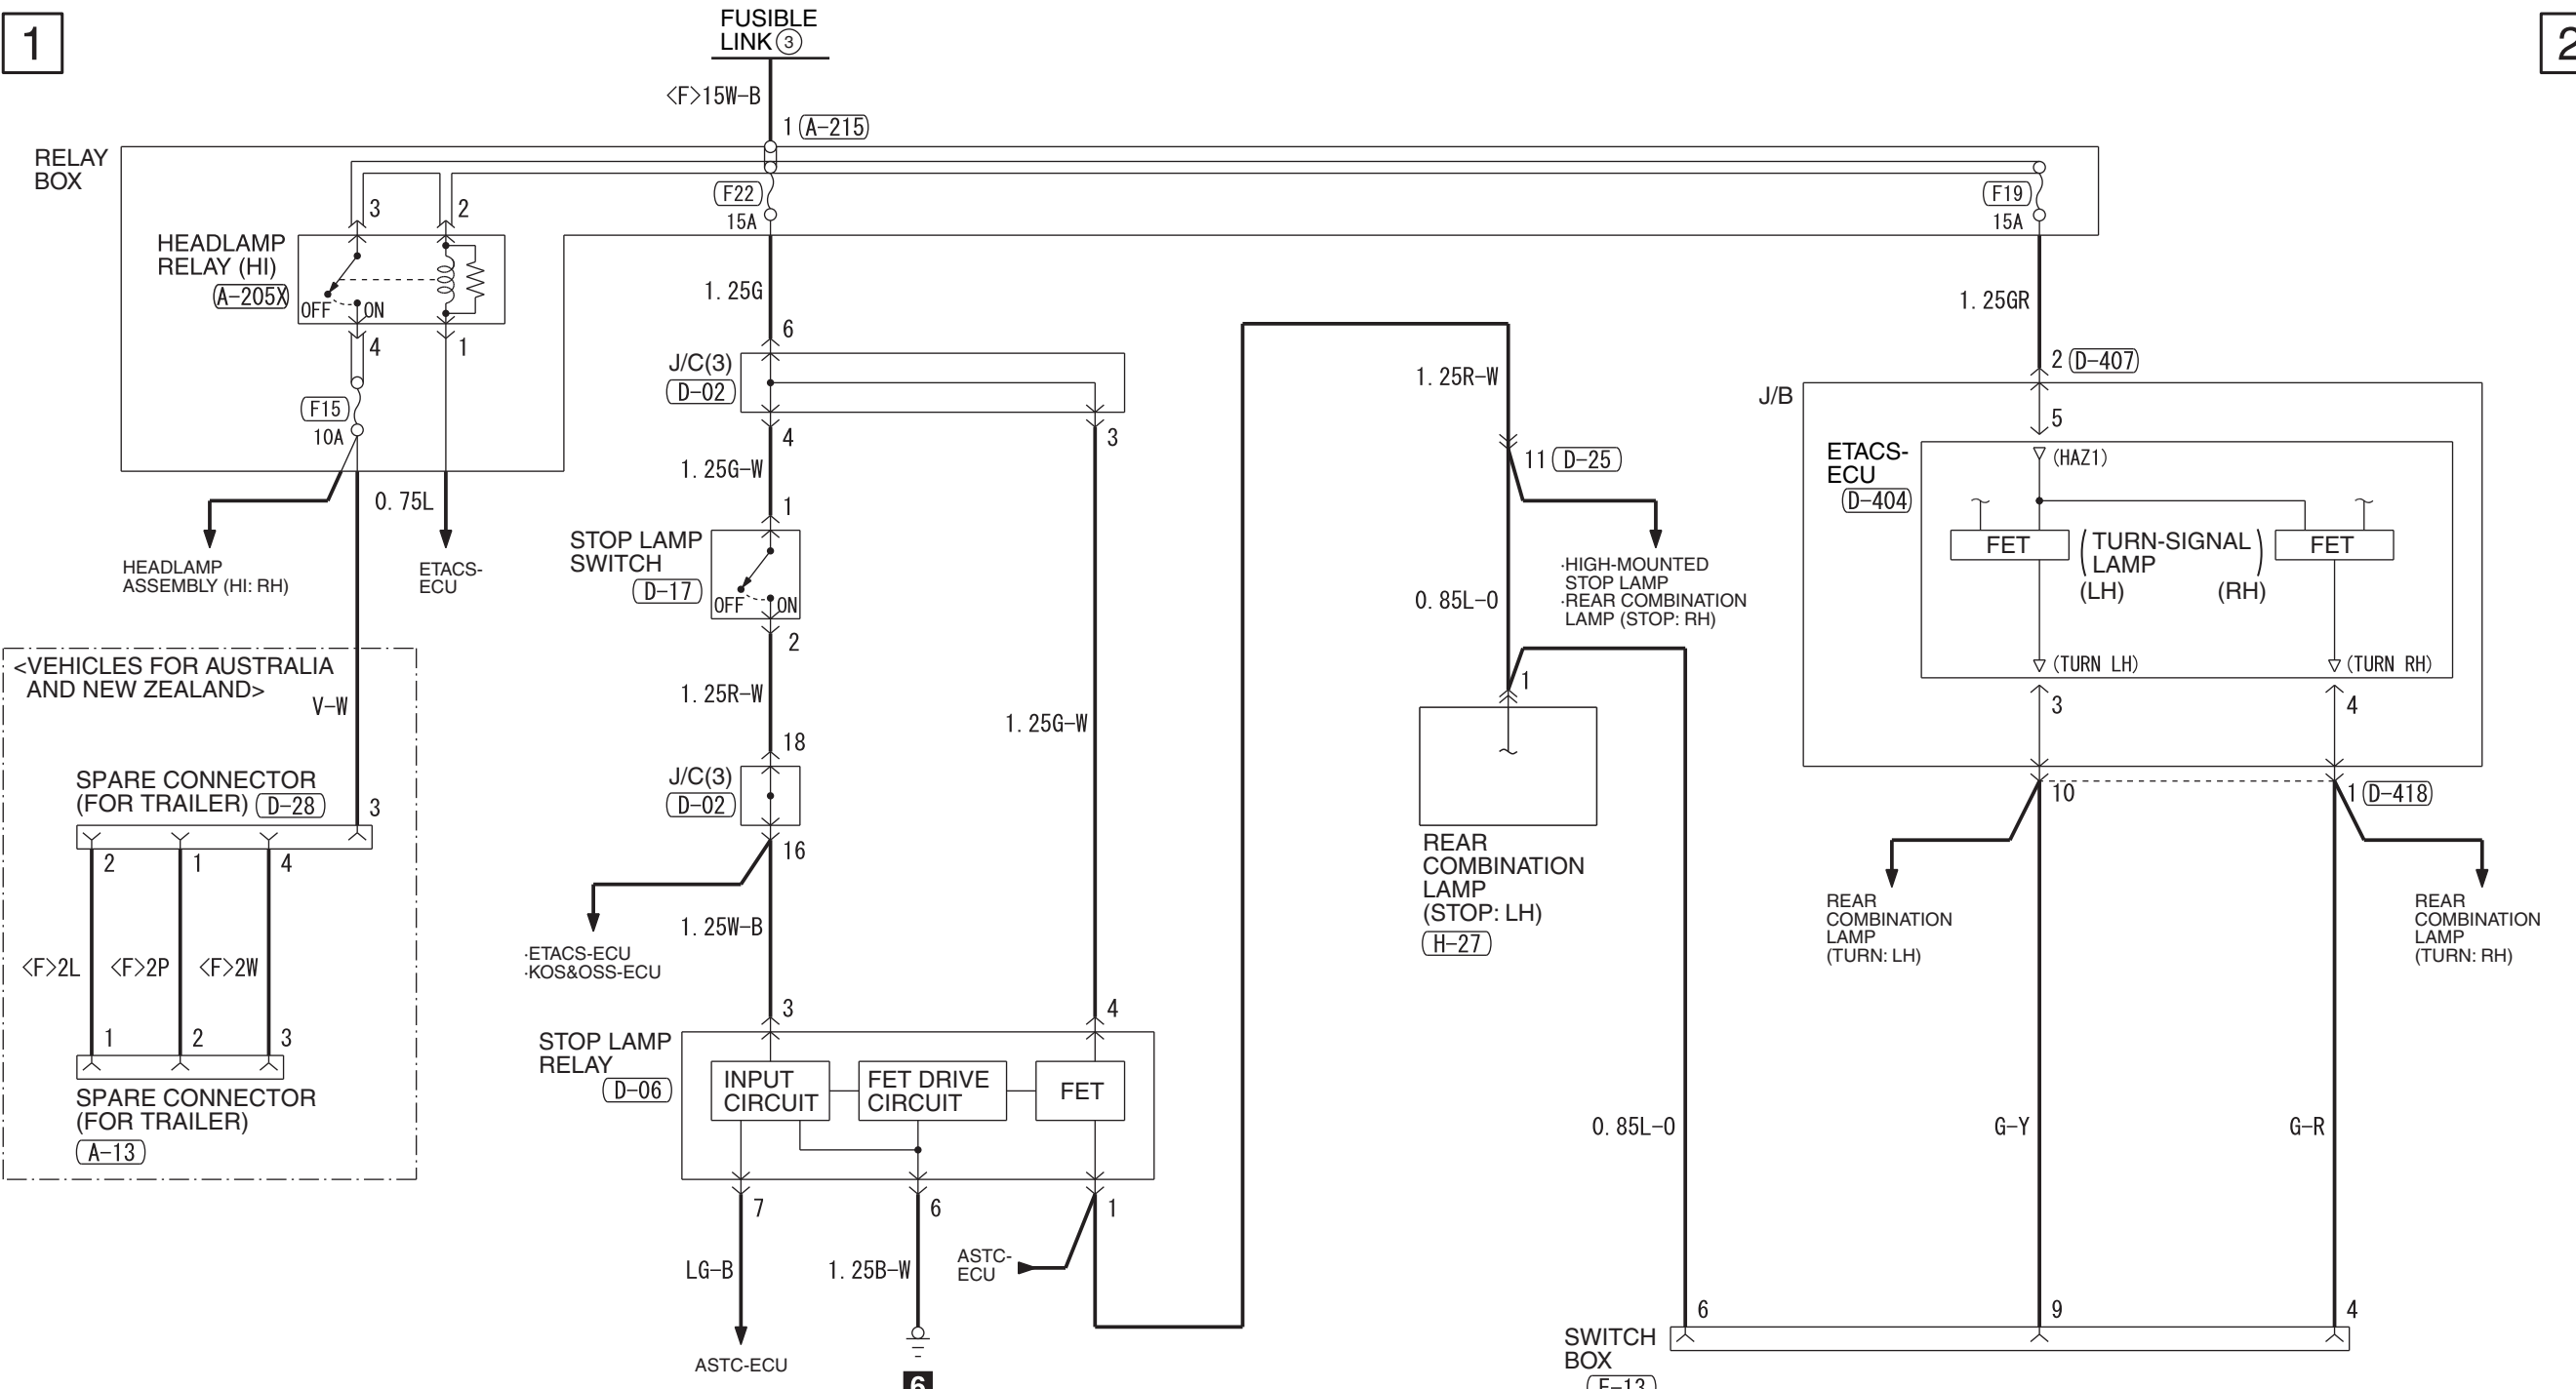 1
2
FUSIBLE
LINK 3
<F>15W-B
1 A-215
RELAY
BOX
F22
15A
F19
15A
3
2
HEADLAMP
RELAY (HI)
A-205X
OFF
ON
4
1
F15
10A
0.75L
HEADLAMP
ASSEMBLY (HI: RH)
ETACS-
ECU
<VEHICLES FOR AUSTRALIA
AND NEW ZEALAND>
V-W
SPARE CONNECTOR
(FOR TRAILER) D-28
3
2
1
4
<F>2L
<F>2P
<F>2W
1
2
3
SPARE CONNECTOR
(FOR TRAILER)
A-13
1.25G
6
J/C(3)
D-02
4
3
1.25G-W
1
STOP LAMP
SWITCH
D-17
OFF
ON
2
1.25R-W
1.25G-W
18
J/C(3)
D-02
16
1.25W-B
·ETACS-ECU
·KOS&OSS-ECU
3
4
STOP LAMP
RELAY
D-06
INPUT
CIRCUIT
FET DRIVE
CIRCUIT
FET
7
6
1
LG-B
1.25B-W
ASTC-
ECU
ASTC-ECU
6
1.25R-W
11 D-25
·HIGH-MOUNTED
STOP LAMP
·REAR COMBINATION
LAMP (STOP: RH)
0.85L-O
1
REAR
COMBINATION
LAMP
(STOP: LH)
H-27
0.85L-O
1.25GR
2 D-407
J/B
5
ETACS-
ECU
D-404
(HAZ1)
FET
(TURN-SIGNAL
LAMP)
(LH)
(RH)
FET
(TURN LH)
(TURN RH)
3
4
10
1 D-418
REAR
COMBINATION
LAMP
(TURN: LH)
REAR
COMBINATION
LAMP
(TURN: RH)
G-Y
G-R
6
9
4
SWITCH
BOX